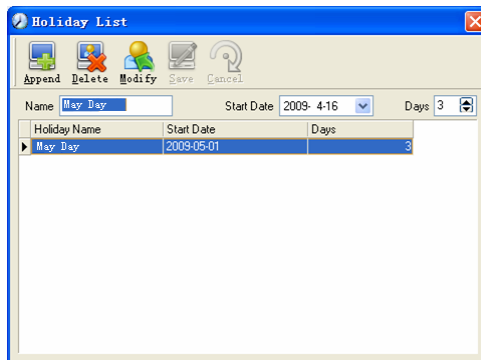 Holiday List
Append Delete Modify Save Cancel
Name May Day Start Date 2009- 4-16 Days 3
Holiday Name Start Date Days
May Day 2009-05-01 3